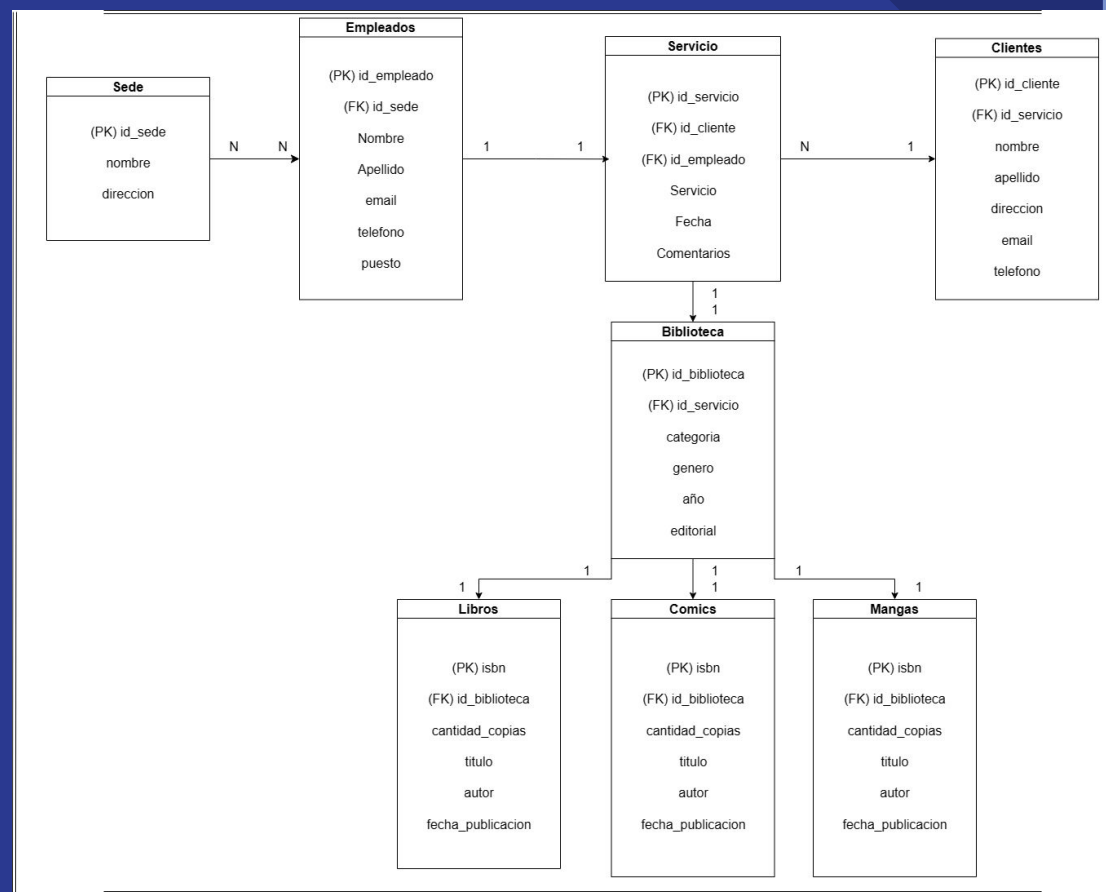 Sede
(PK) id_sede
nombre
direccion
N
N
Empleados
(PK) id_empleado
(FK) id_sede
Nombre
Apellido
email
telefono
puesto
1
1
Servicio
(PK) id_servicio
(FK) id_cliente
(FK) id_empleado
Servicio
Fecha
Comentarios
N
1
Clientes
(PK) id_cliente
(FK) id_servicio
nombre
apellido
direccion
email
telefono
1
1
Biblioteca
(PK) id_biblioteca
(FK) id_servicio
categoria
genero
año
editorial
1
1
1
1
1
1
Libros
(PK) isbn
(FK) id_biblioteca
cantidad_copias
titulo
autor
fecha_publicacion
Comics
(PK) isbn
(FK) id_biblioteca
cantidad_copias
titulo
autor
fecha_publicacion
Mangas
(PK) isbn
(FK) id_biblioteca
cantidad_copias
titulo
autor
fecha_publicacion